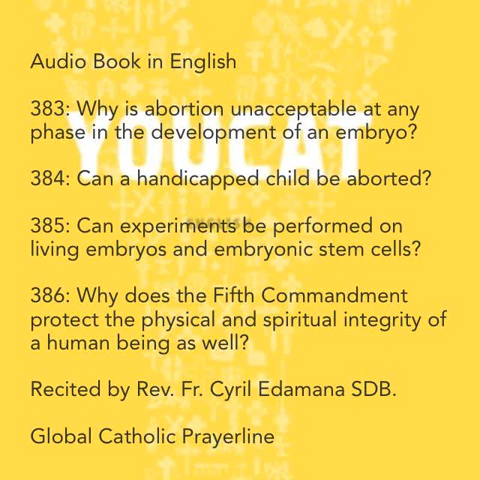 Audio Book in English
383: Why is abortion unacceptable at any
phase in the development of an embryo?
YOUCAT
384: Can a handicapped child be aborted?
385: Can experiments be performed on
living embryos and embryonic stem cells?
386: Why does the Fifth Commandment
protect the physical and spiritual integrity of
a human being as well?
Recited by Rev. Fr. Cyril Edamana SDB.
Global Catholic Prayerline